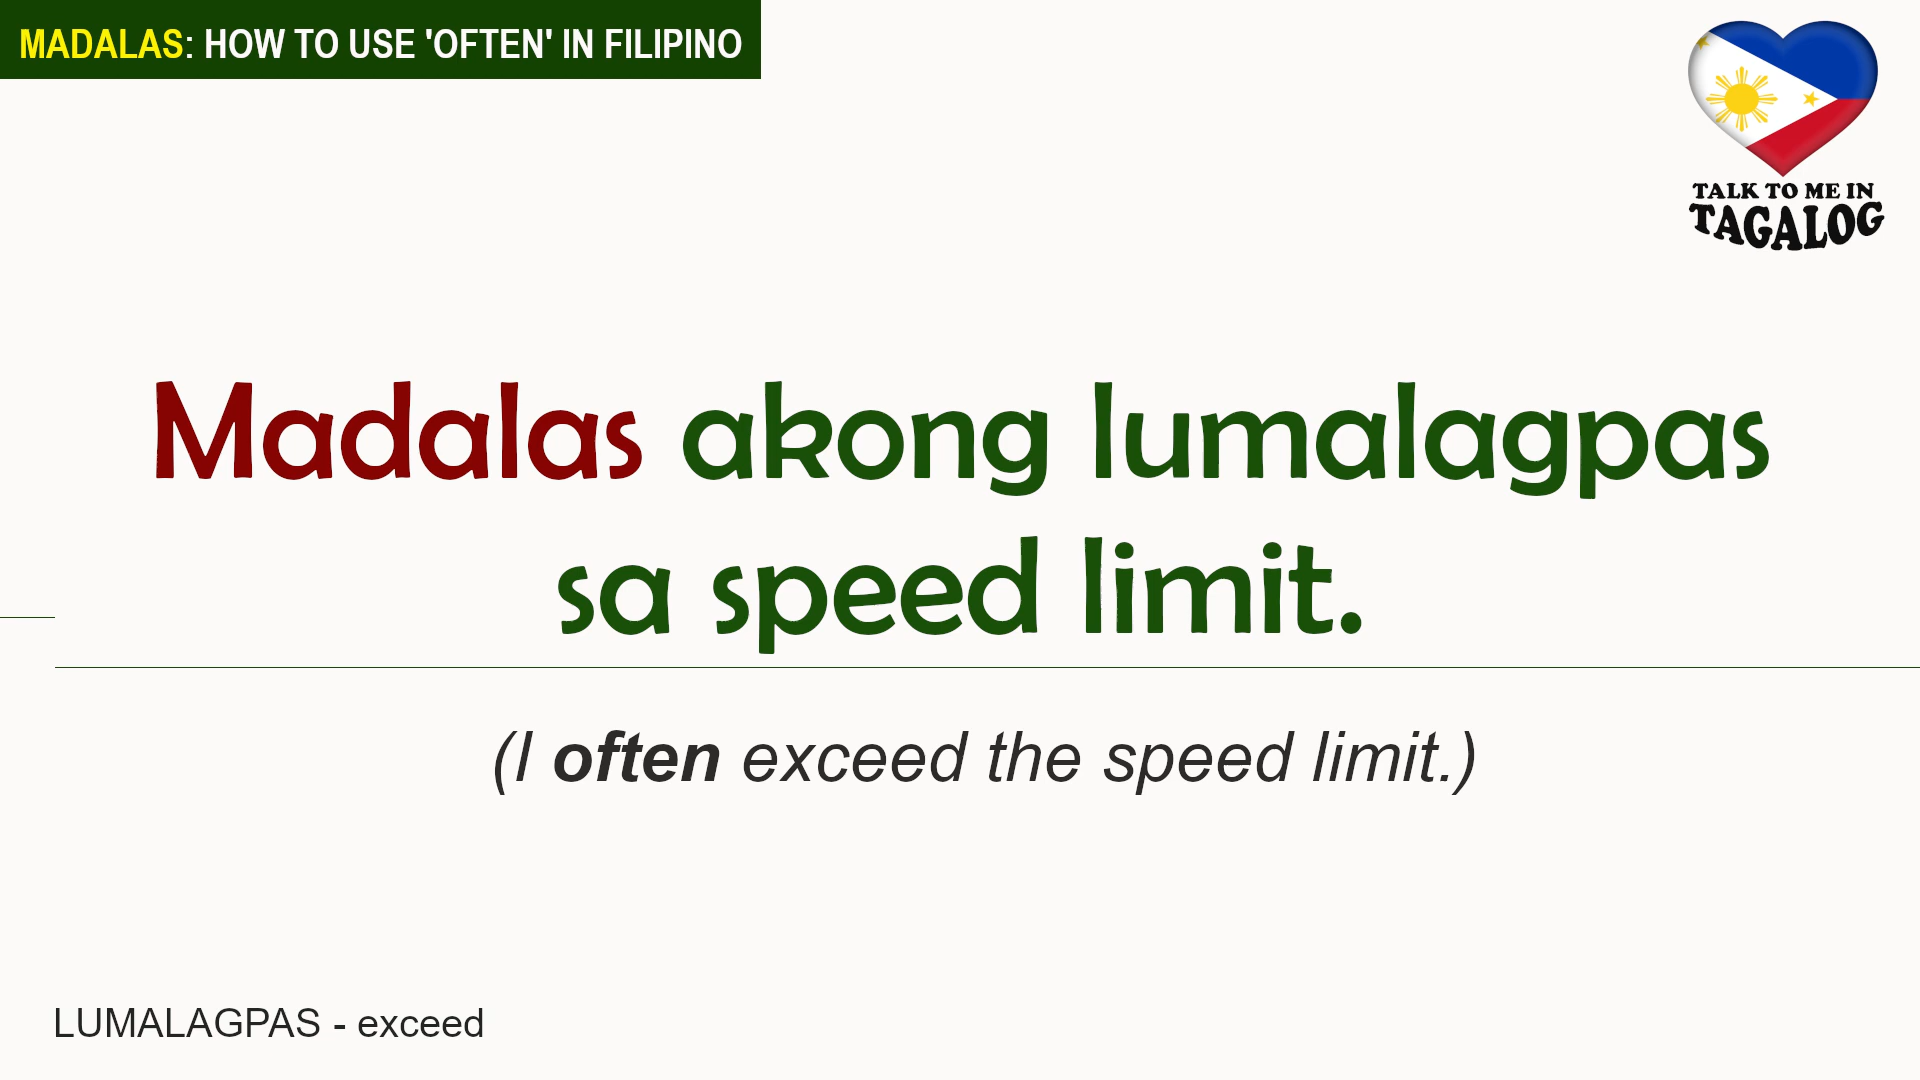 MADALAS: HOW TO USE 'OFTEN' IN FILIPINO
TALK TO ME IN
TAGALOG
Madalas akong lumalagpas
sa speed limit.
(I often exceed the speed limit.)
LUMALAGPAS - exceed